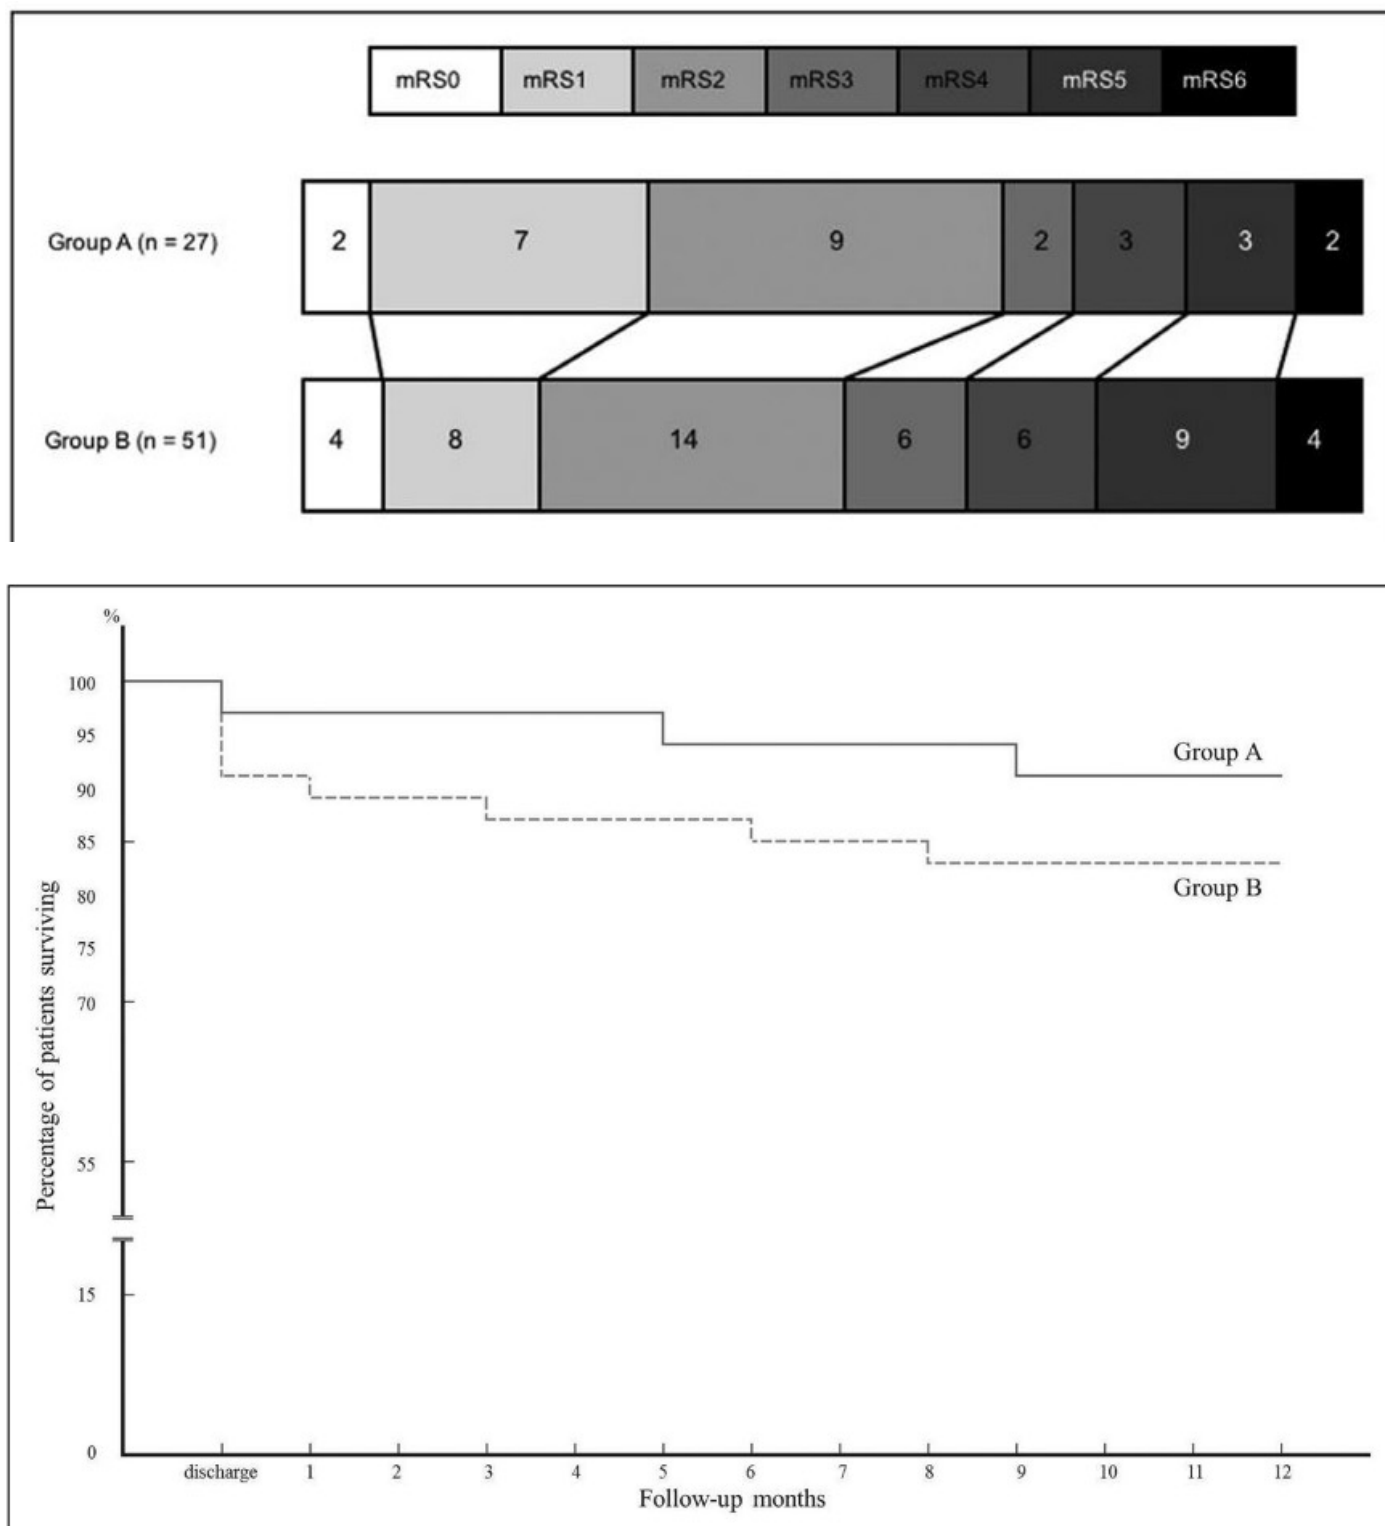 mRS0 mRS1 mRS2 mRS3 mRS4 mRS5 mRS6
Group A (n = 27) 2 7 9 2 3 3 2
Group B (n = 51) 4 8 14 6 6 9 4
%
100
95
Group A
90
85
Group B
80
75
70
55
15
0
Percentage of patients surviving
discharge 1 2 3 4 5 6 7 8 9 10 11 12
Follow-up months